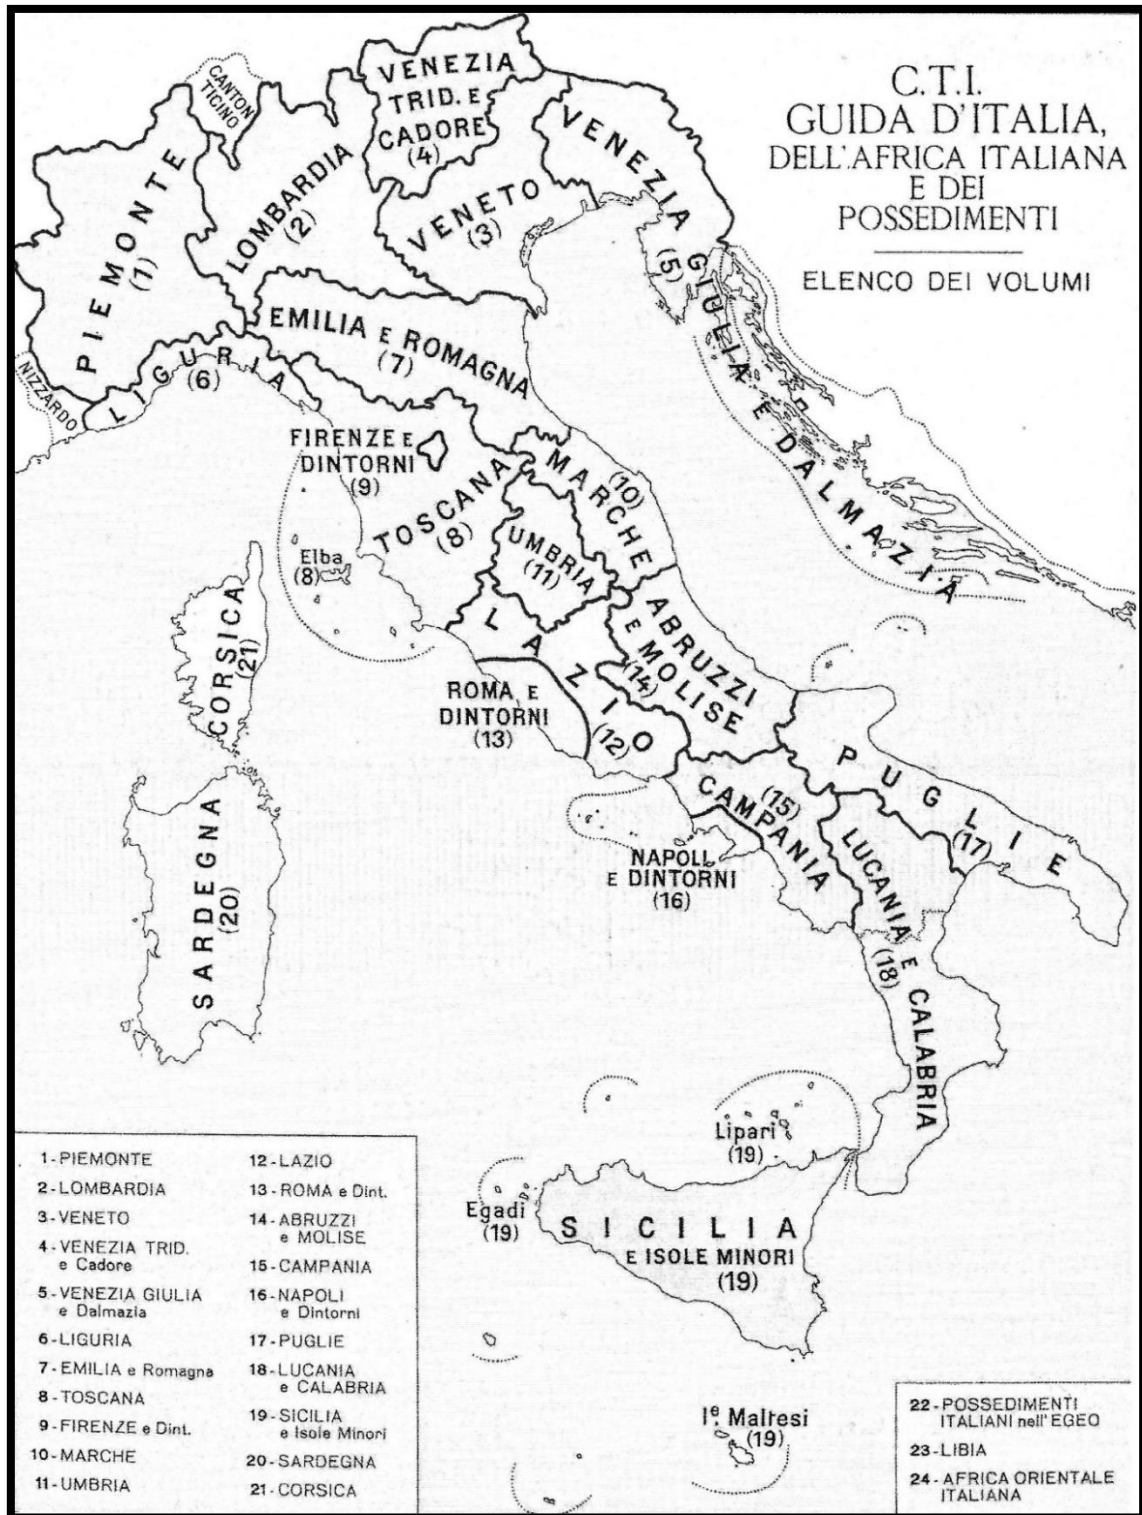 C.T.I.
GUIDA D'ITALIA,
DELL'AFRICA ITALIANA
E DEI
POSSEDIMENTI
ELENCO DEI VOLUMI
CANTON
TICINO
VENEZIA
TRID. E
CADORE
(4)
PIEMONTE
(1)
LOMBARDIA
(2)
VENETO
(3)
VENEZIA GIULIA E DALMAZIA
(5)
NIZZARDO
LIGURIA
(6)
EMILIA E ROMAGNA
(7)
FIRENZE E
DINTORNI
(9)
TOSCANA
(8)
MARCHE
(10)
UMBRIA
(11)
Elba
(8)
CORSICA
(21)
LAZIO
(12)
ABRUZZI
E MOLISE
(14)
ROMA E
DINTORNI
(13)
SARDEGNA
(20)
CAMPANIA
(15)
NAPOLI
E DINTORNI
(16)
PUGLIE
(17)
LUCANIA E CALABRIA
(18)
Lipari
(19)
Egadi
(19)
SICILIA
E ISOLE MINORI
(19)
Iᵉ Maltesi
(19)
1-PIEMONTE
2-LOMBARDIA
3-VENETO
4-VENEZIA TRID.
e Cadore
5-VENEZIA GIULIA
e Dalmazia
6-LIGURIA
7-EMILIA e Romagna
8-TOSCANA
9-FIRENZE e Dint.
10-MARCHE
11-UMBRIA
12-LAZIO
13-ROMA e Dint.
14-ABRUZZI
e MOLISE
15-CAMPANIA
16-NAPOLI
e Dintorni
17-PUGLIE
18-LUCANIA
e CALABRIA
19-SICILIA
e Isole Minori
20-SARDEGNA
21-CORSICA
22-POSSEDIMENTI
ITALIANI nell'EGEO
23-LIBIA
24-AFRICA ORIENTALE
ITALIANA